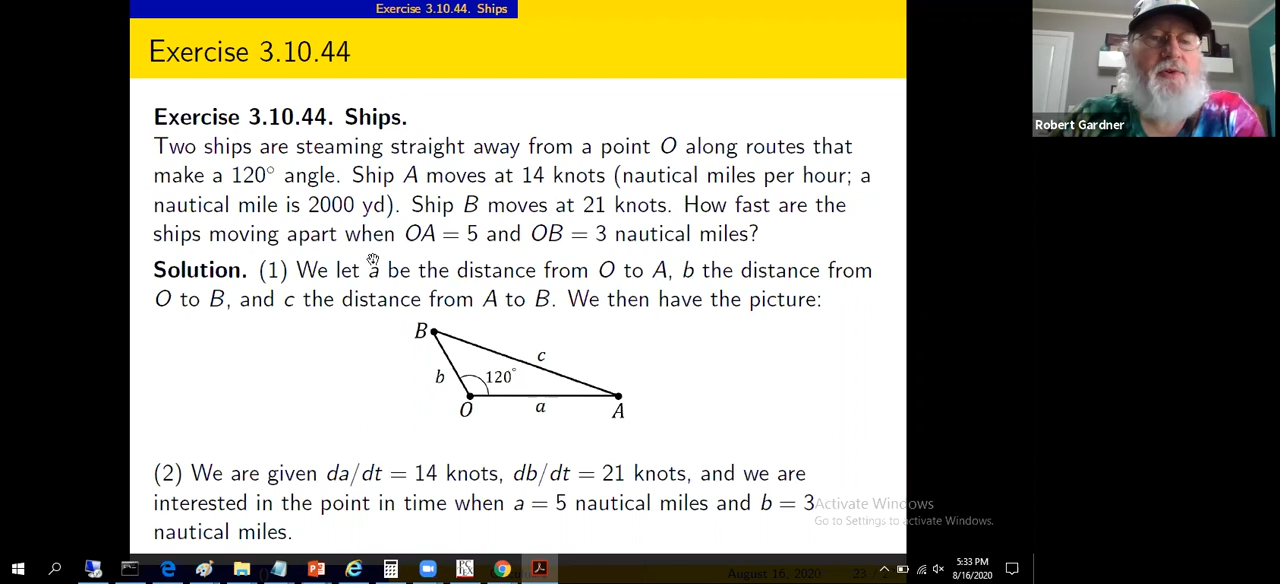 Exercise 3.10.44. Ships
Exercise 3.10.44
Robert Gardner
Exercise 3.10.44. Ships.
Two ships are steaming straight away from a point O along routes that
make a 120° angle. Ship A moves at 14 knots (nautical miles per hour; a
nautical mile is 2000 yd). Ship B moves at 21 knots. How fast are the
ships moving apart when OA = 5 and OB = 3 nautical miles?
Solution. (1) We let a be the distance from O to A, b the distance from
O to B, and c the distance from A to B. We then have the picture:
B
c
b
120°
O
a
A
(2) We are given da/dt = 14 knots, db/dt = 21 knots, and we are
interested in the point in time when a = 5 nautical miles and b = 3
nautical miles.
Activate Windows
Go to Settings to activate Windows.
August 16, 2020
5:33 PM
8/16/2020